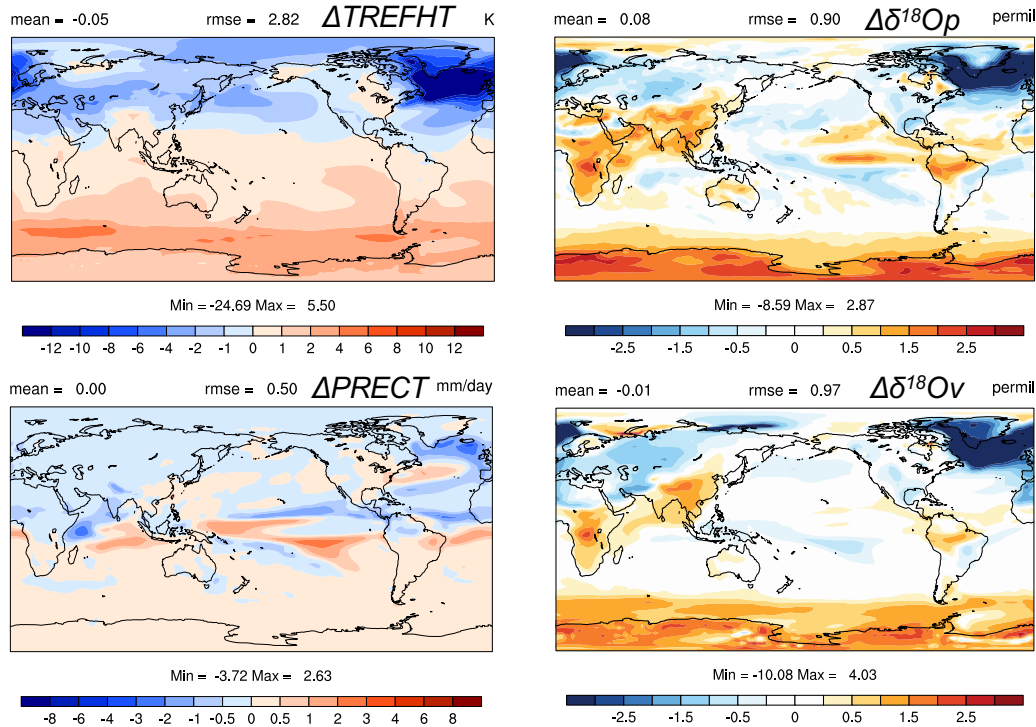 mean = -0.05 rmse = 2.82 ΔTREFHT K
Min = -24.69 Max = 5.50
-12 -10 -8 -6 -4 -2 -1 0 1 2 4 6 8 10 12
mean = 0.08 rmse = 0.90 Δδ¹⁸Op permil
Min = -8.59 Max = 2.87
-2.5 -1.5 -0.5 0 0.5 1.5 2.5
mean = 0.00 rmse = 0.50 ΔPRECT mm/day
Min = -3.72 Max = 2.63
-8 -6 -4 -3 -2 -1 -0.5 0 0.5 1 2 3 4 6 8
mean = -0.01 rmse = 0.97 Δδ¹⁸Ov permil
Min = -10.08 Max = 4.03
-2.5 -1.5 -0.5 0 0.5 1.5 2.5